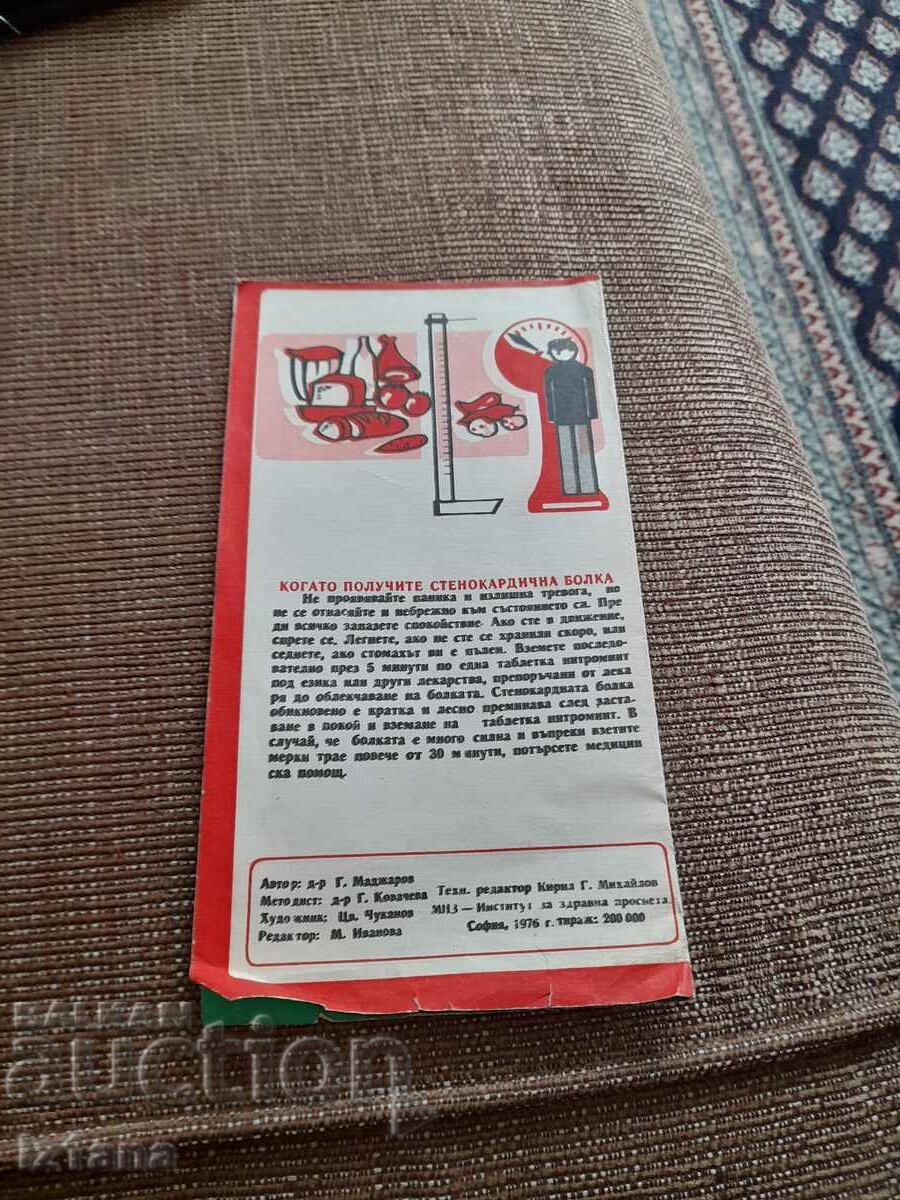 КОГАТО ПОЛУЧИТЕ СТЕНОКАРДИЧНА БОЛКА
Не проявявайте паника и излишна тревога, но
не се отнасяйте и небрежно към състоянието са. Пре
ди всичко запазете спокойствие. Ако сте в движение,
спрете се. Легнете, ако не сте се хранили скоро, или
седнете, ако стомахът ви е пълен. Вземете последо-
вателно през 5 минути по една таблетка нитроминт
под езика или други лекарства, препоръчани от лека
ря до облекчаване на болката. Стенокардната болка
обикновено е кратка и лесно преминава след заста-
ване в покой и вземане на таблетка нитроминт. В
случай, че болката е много силна и въпреки взетите
мерки трае повече от 30 минути, потърсете медицин
ска помощ.
Автор: д-р Г. Маджаров
Методист: д-р Г. Ковачева
Художник: Цв. Чуканов
Редактор: М. Иванова
Техн. редактор Кирил Г. Михайлов
МНЗ — Институт за здравна просвета.
София, 1976 г. тираж: 200 000
BALKAN
auction
iziana